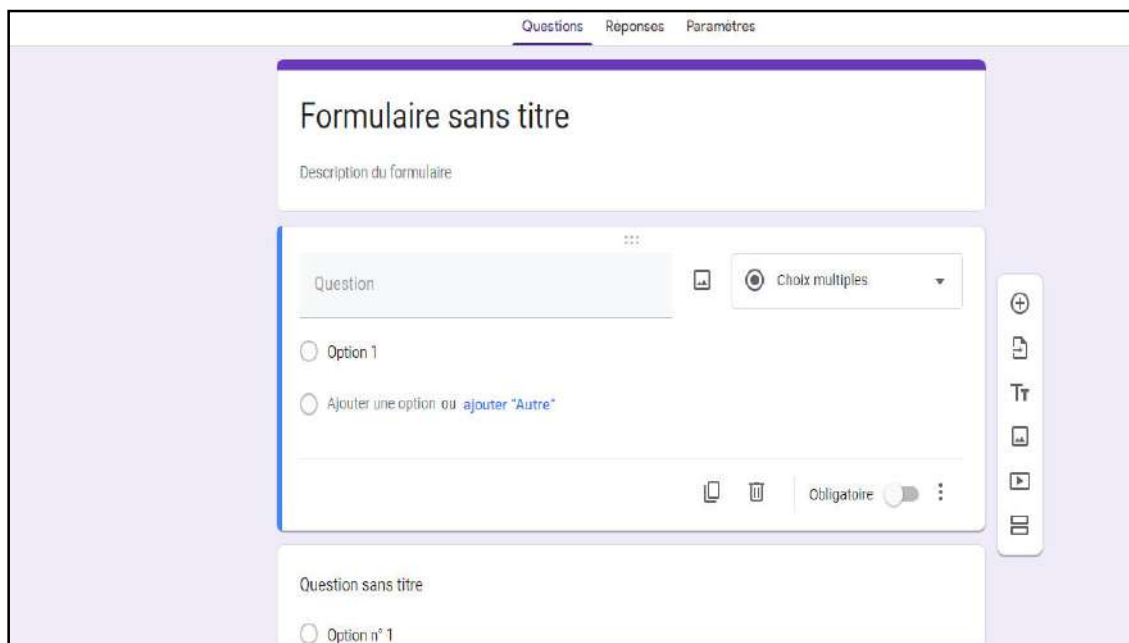 Questions Réponses Paramètres
Formulaire sans titre
Description du formulaire
Question
Choix multiples
Option 1
Ajouter une option ou ajouter "Autre"
Obligatoire
Question sans titre
Option n° 1